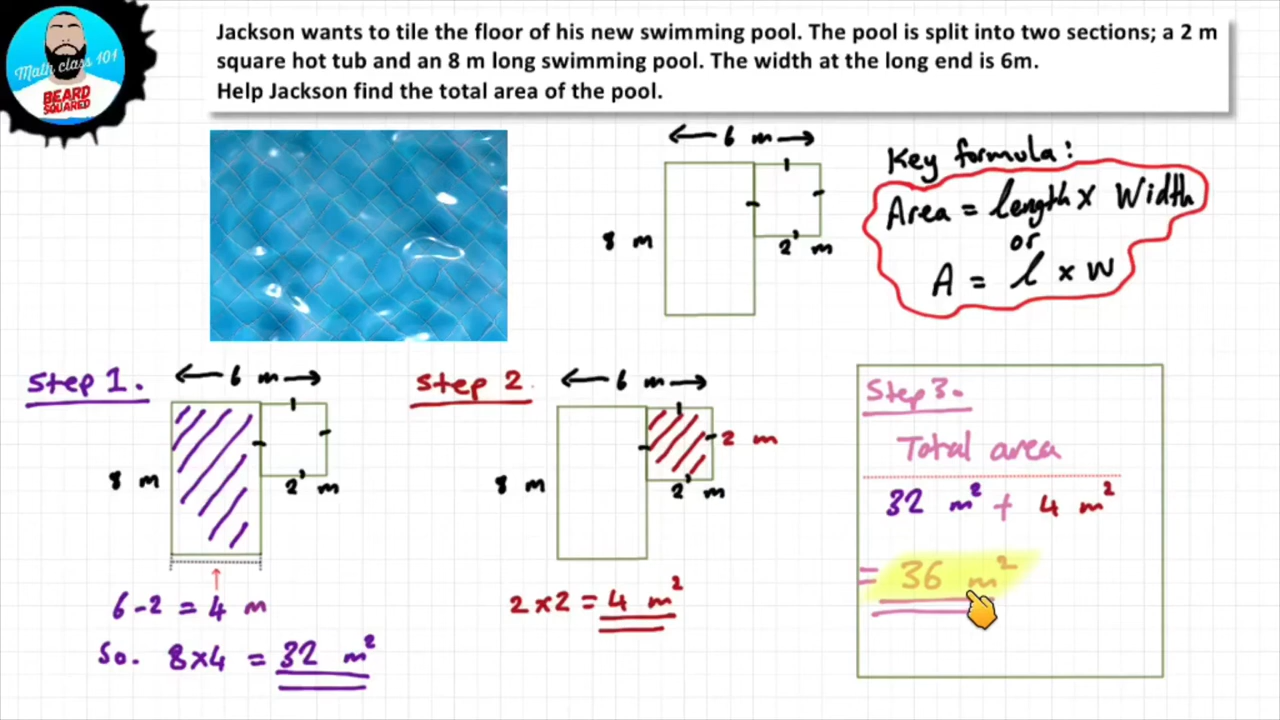 Math class 101
BEARD
SQUARED
Jackson wants to tile the floor of his new swimming pool. The pool is split into two sections; a 2 m
square hot tub and an 8 m long swimming pool. The width at the long end is 6m.
Help Jackson find the total area of the pool.
6 m
8 m
2 m
Key formula:
Area = length x Width
or
A = l x w
Step 1.
6 m
8 m
2 m
6-2 = 4 m
So. 8x4 = 32 m²
Step 2.
6 m
2 m
8 m
2 m
2x2 = 4 m²
Step 3.
Total area
32 m² + 4 m²
= 36 m²